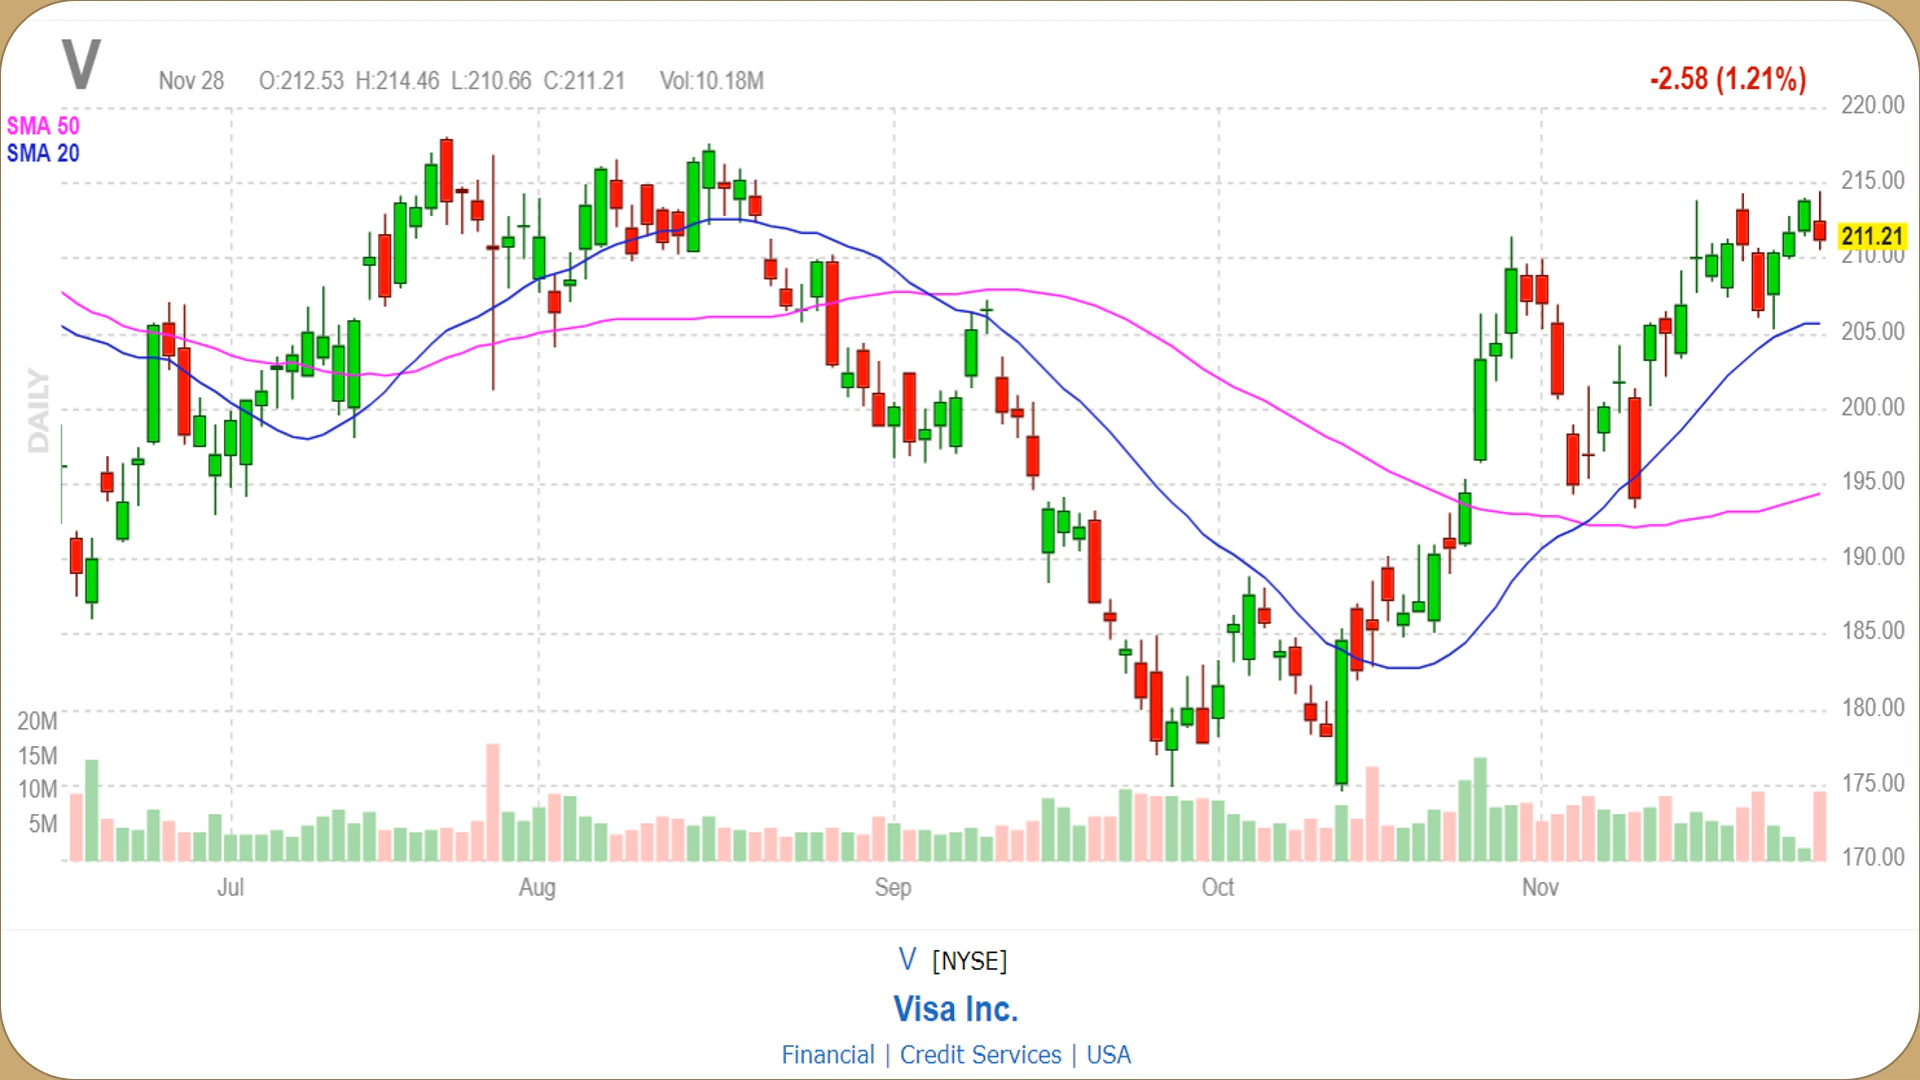 V Nov 28 O:212.53 H:214.46 L:210.66 C:211.21 Vol:10.18M -2.58 (1.21%)
SMA 50
SMA 20
220.00
215.00
211.21
210.00
205.00
200.00
195.00
190.00
185.00
180.00
175.00
170.00
DAILY
20M
15M
10M
5M
Jul Aug Sep Oct Nov
V [NYSE]
Visa Inc.
Financial | Credit Services | USA